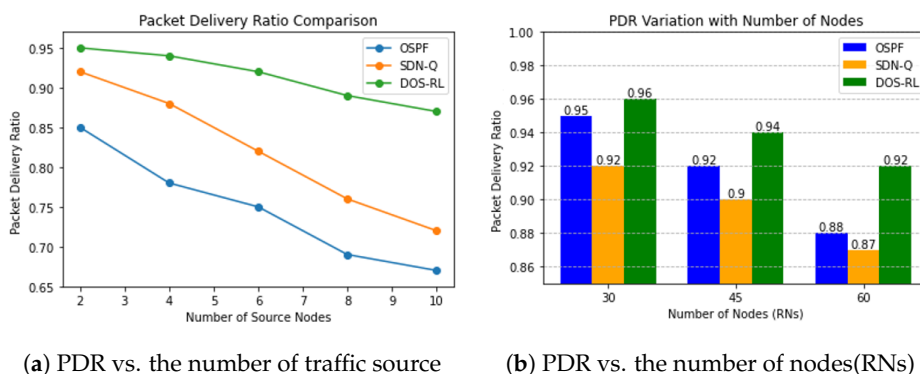 Packet Delivery Ratio Comparison
0.95
0.90
0.85
0.80
0.75
0.70
0.65
Packet Delivery Ratio
OSPF
SDN-Q
DOS-RL
2 3 4 5 6 7 8 9 10
Number of Source Nodes
(a) PDR vs. the number of traffic source
PDR Variation with Number of Nodes
1.00
0.98
0.96
0.94
0.92
0.90
0.88
0.86
Packet Delivery Ratio
OSPF
SDN-Q
DOS-RL
0.95
0.92
0.96
0.92
0.9
0.94
0.88
0.87
0.92
30 45 60
Number of Nodes (RNs)
(b) PDR vs. the number of nodes(RNs)